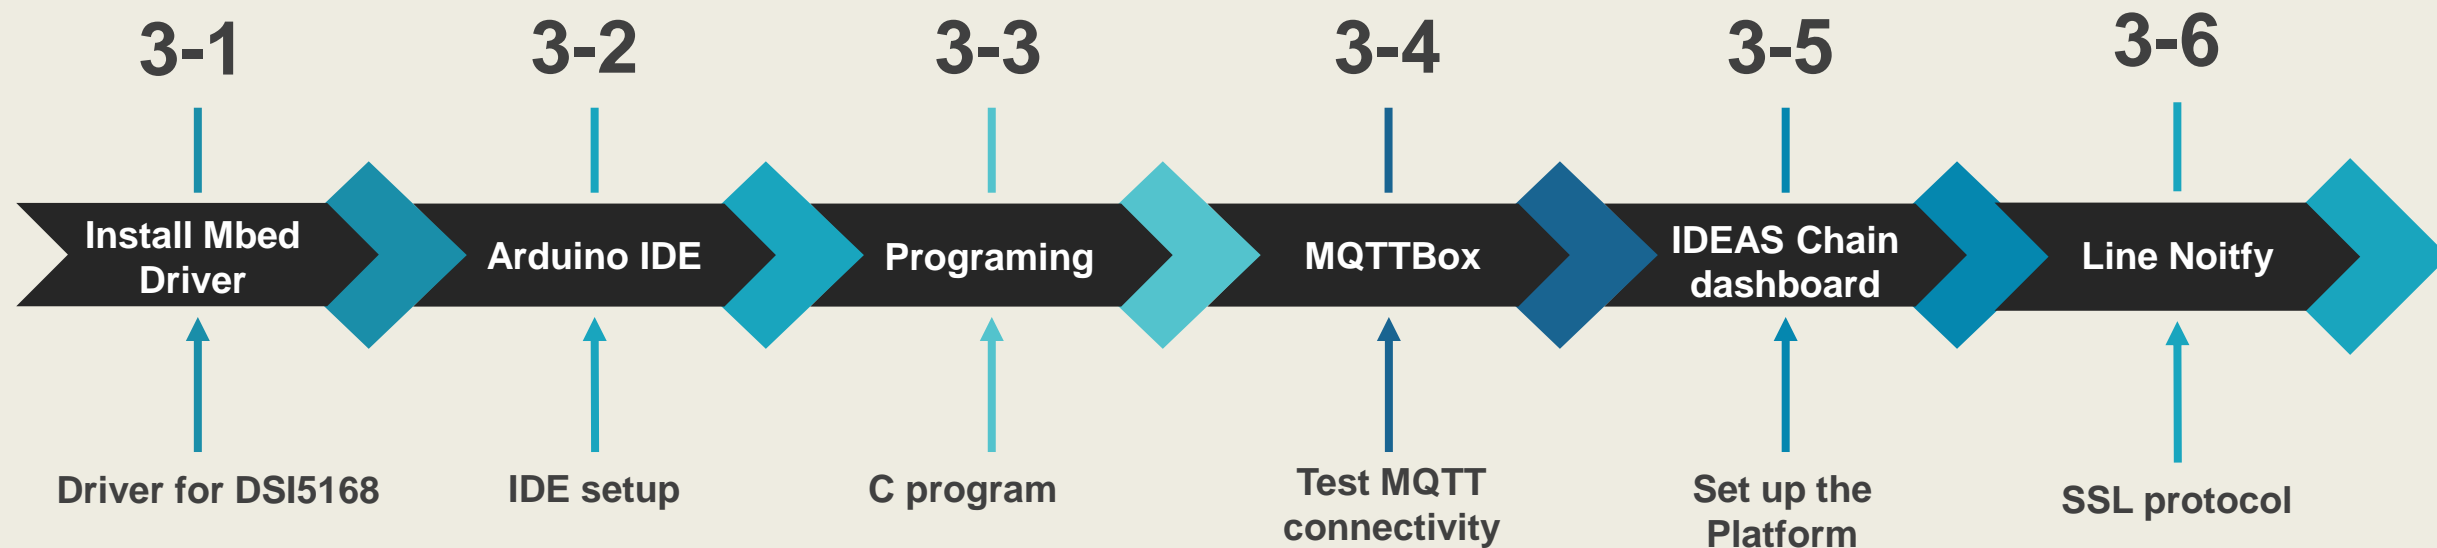 3-1
3-2
3-3
3-4
3-5
3-6
Install Mbed
Driver
Arduino IDE
Programing
MQTTBox
IDEAS Chain
dashboard
Line Noitfy
Driver for DSI5168
IDE setup
C program
Test MQTT
connectivity
Set up the
Platform
SSL protocol